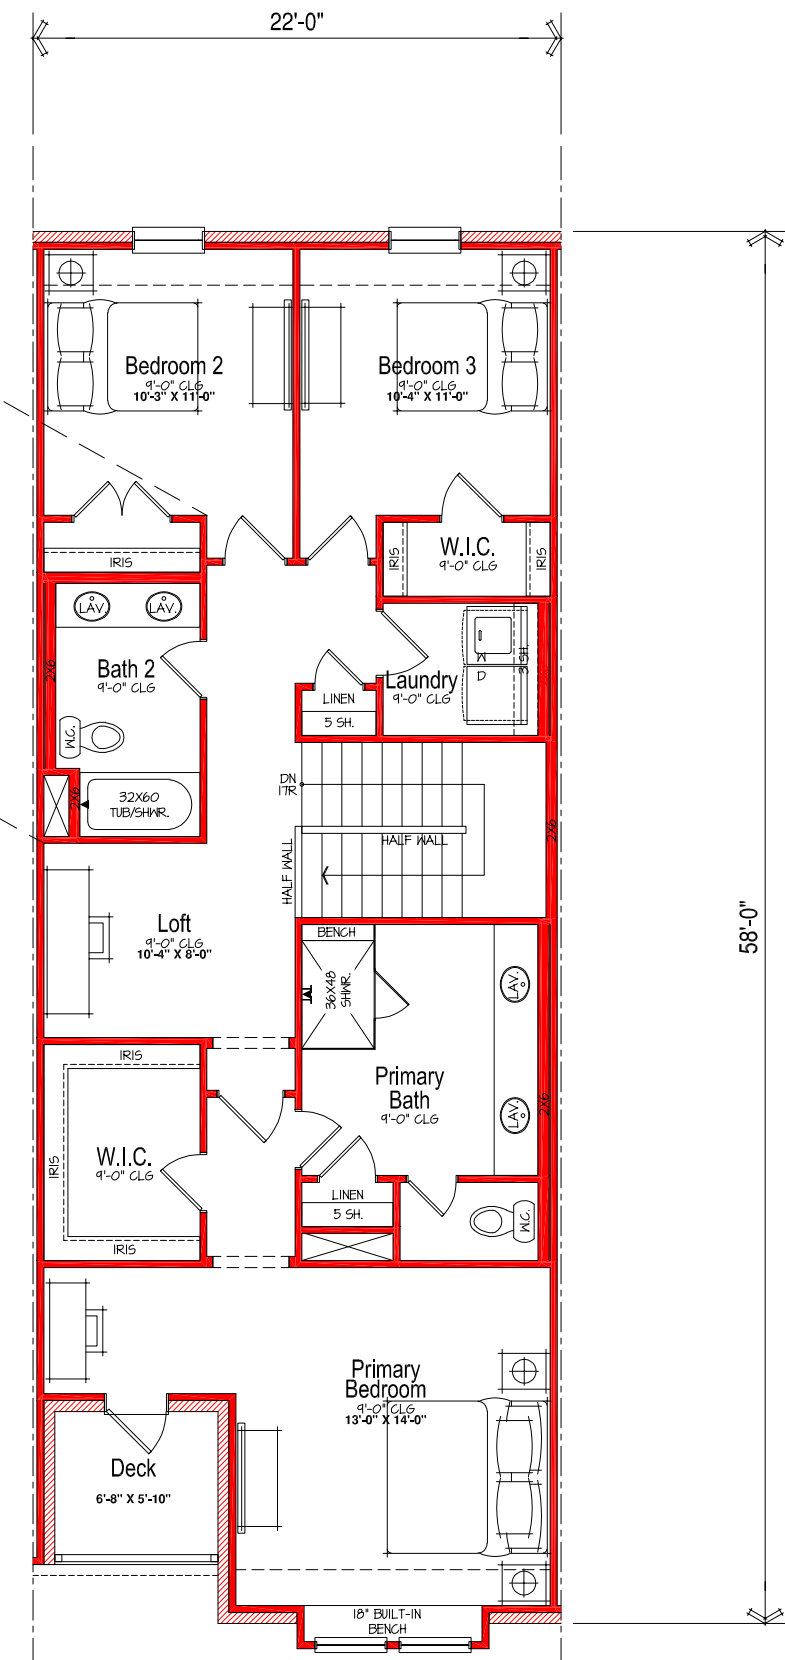 22'-0"
Bedroom 2
9'-0" CLG
10'-3" X 11'-0"
Bedroom 3
9'-0" CLG
10'-4" X 11'-0"
IRIS
IRIS
W.I.C.
9'-0" CLG
IRIS
LAV.
LAV.
2X6
Bath 2
9'-0" CLG
W.C.
Laundry
9'-0" CLG
W
D
3 SH.
LINEN
5 SH.
2X6
32X60
TUB/SHWR.
DN
17R
HALF WALL
HALF WALL
2X6
58'-0"
Loft
9'-0" CLG
10'-4" X 8'-0"
BENCH
36X48
SHWR.
LAV.
Primary
Bath
9'-0" CLG
LAV.
2X6
IRIS
W.I.C.
9'-0" CLG
IRIS
IRIS
LINEN
5 SH.
W.C.
Primary
Bedroom
9'-0" CLG
13'-0" X 14'-0"
Deck
6'-8" X 5'-10"
18" BUILT-IN
BENCH